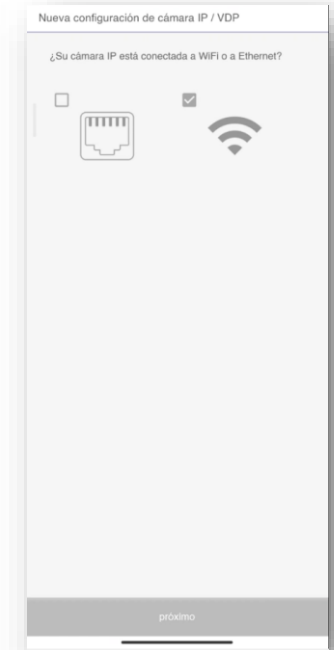 Nueva configuración de cámara IP / VDP
¿Su cámara IP está conectada a WiFi o a Ethernet?
próximo